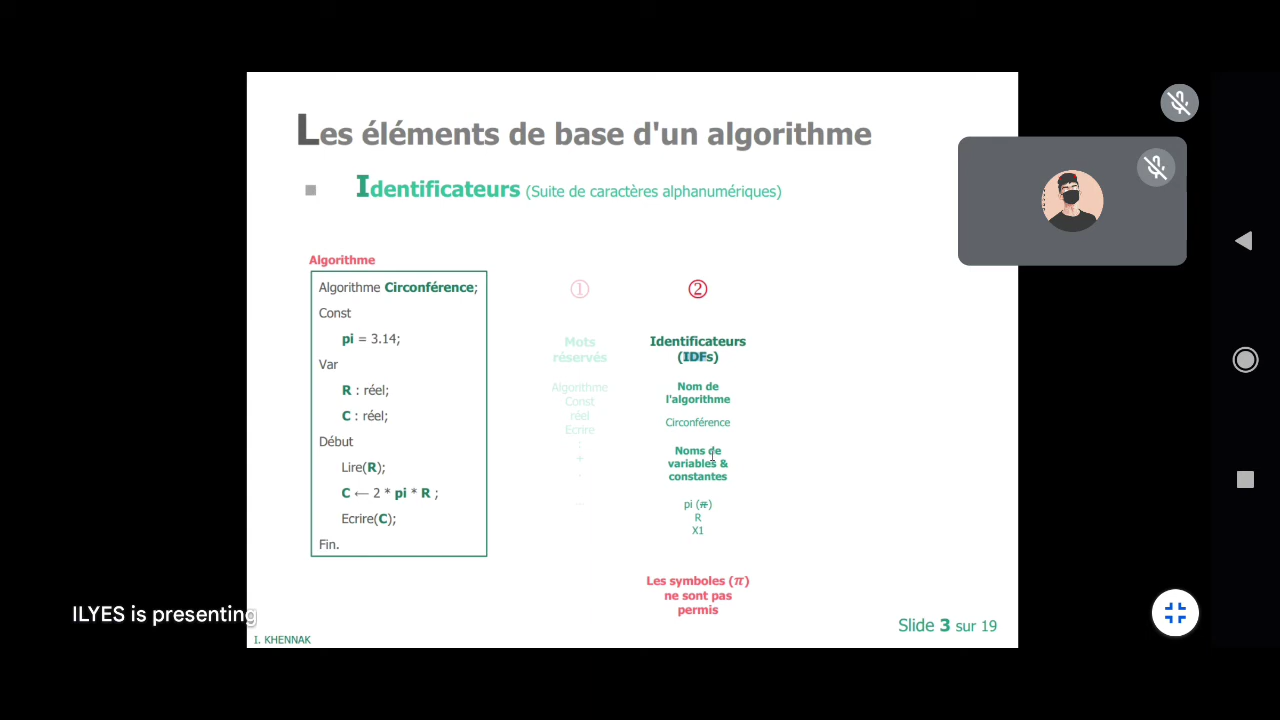 Les éléments de base d'un algorithme
Identificateurs (Suite de caractères alphanumériques)
Algorithme
Algorithme Circonférence;
Const
pi = 3.14;
Var
R : réel;
C : réel;
Début
Lire(R);
C ← 2 * pi * R ;
Ecrire(C);
Fin.
①
Mots
réservés
Algorithme
Const
réel
Ecrire
:
+
.
...
②
Identificateurs
(IDFs)
Nom de
l'algorithme
Circonférence
Noms de
variables &
constantes
pi (π)
R
X1
Les symboles (π)
ne sont pas
permis
ILYES is presenting
I. KHENNAK
Slide 3 sur 19